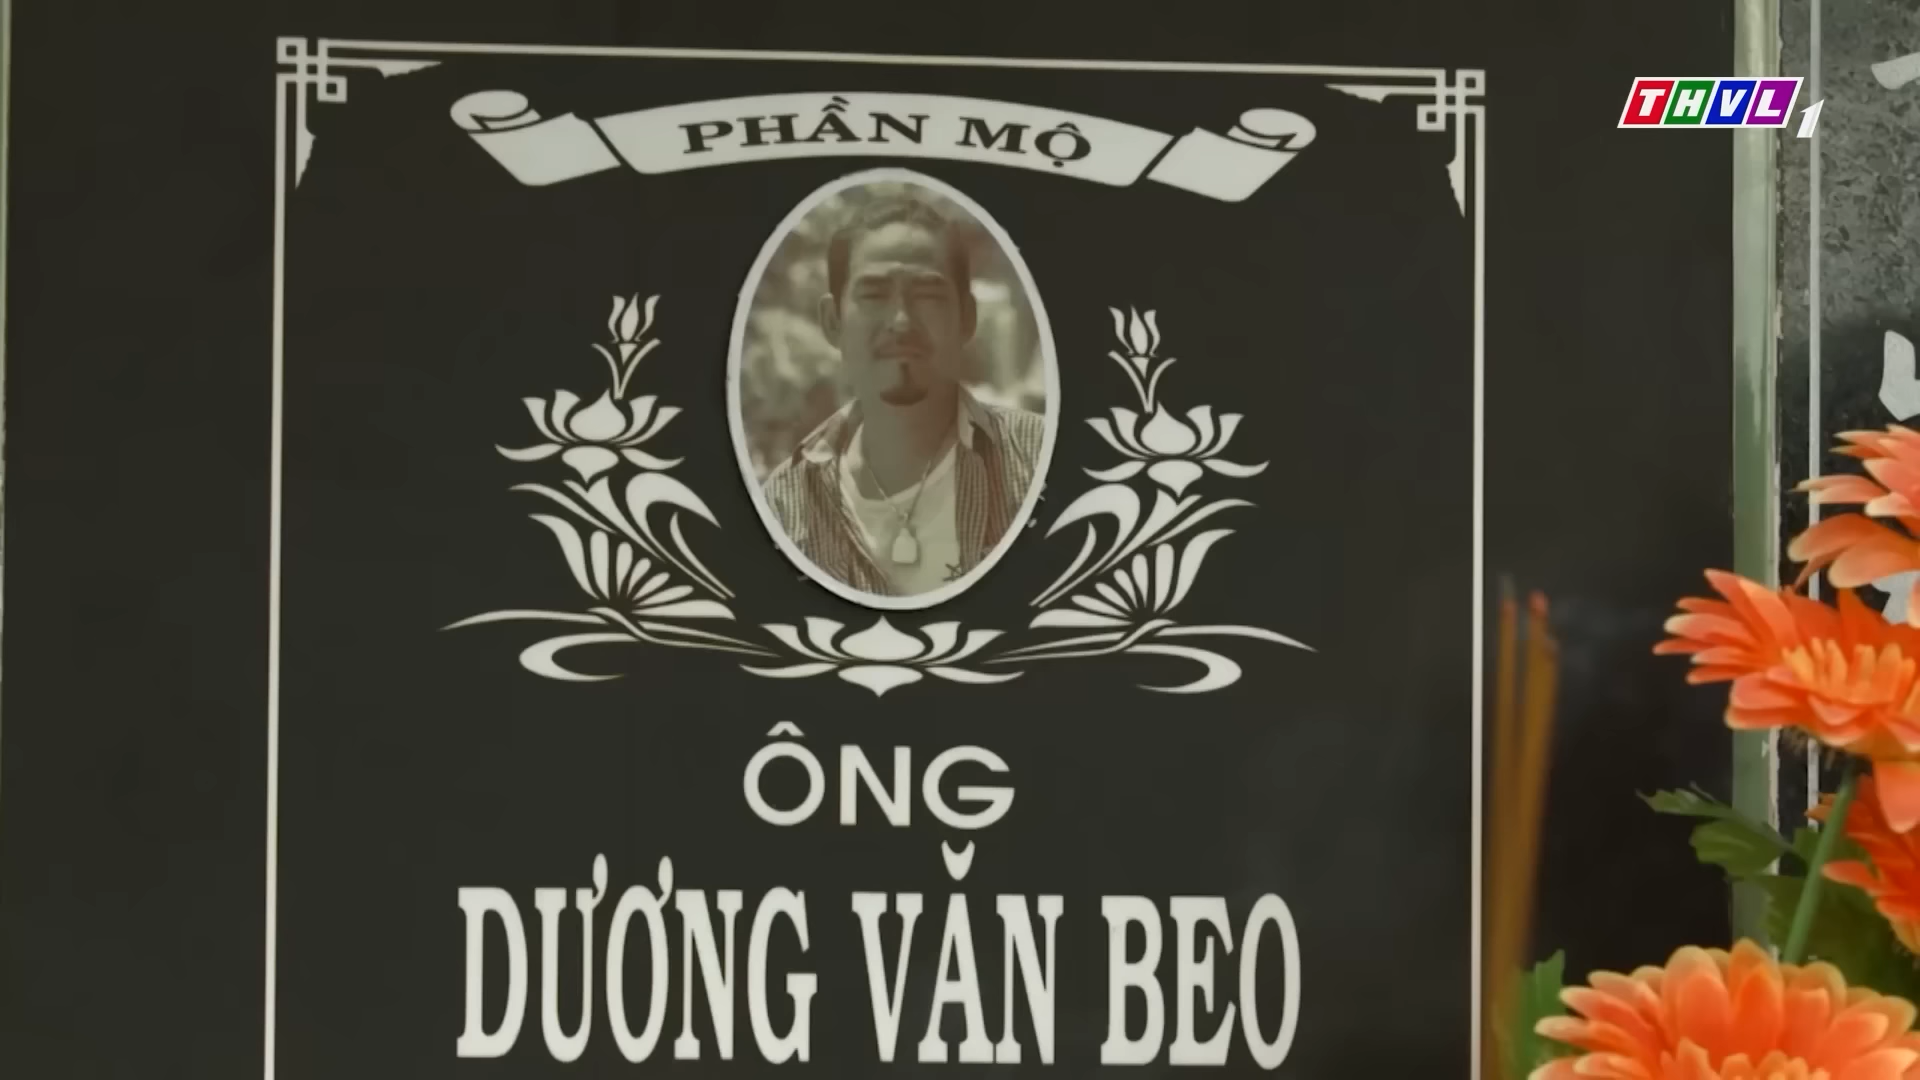 THVL1
PHẦN MỘ
ÔNG
DƯƠNG VĂN BEO